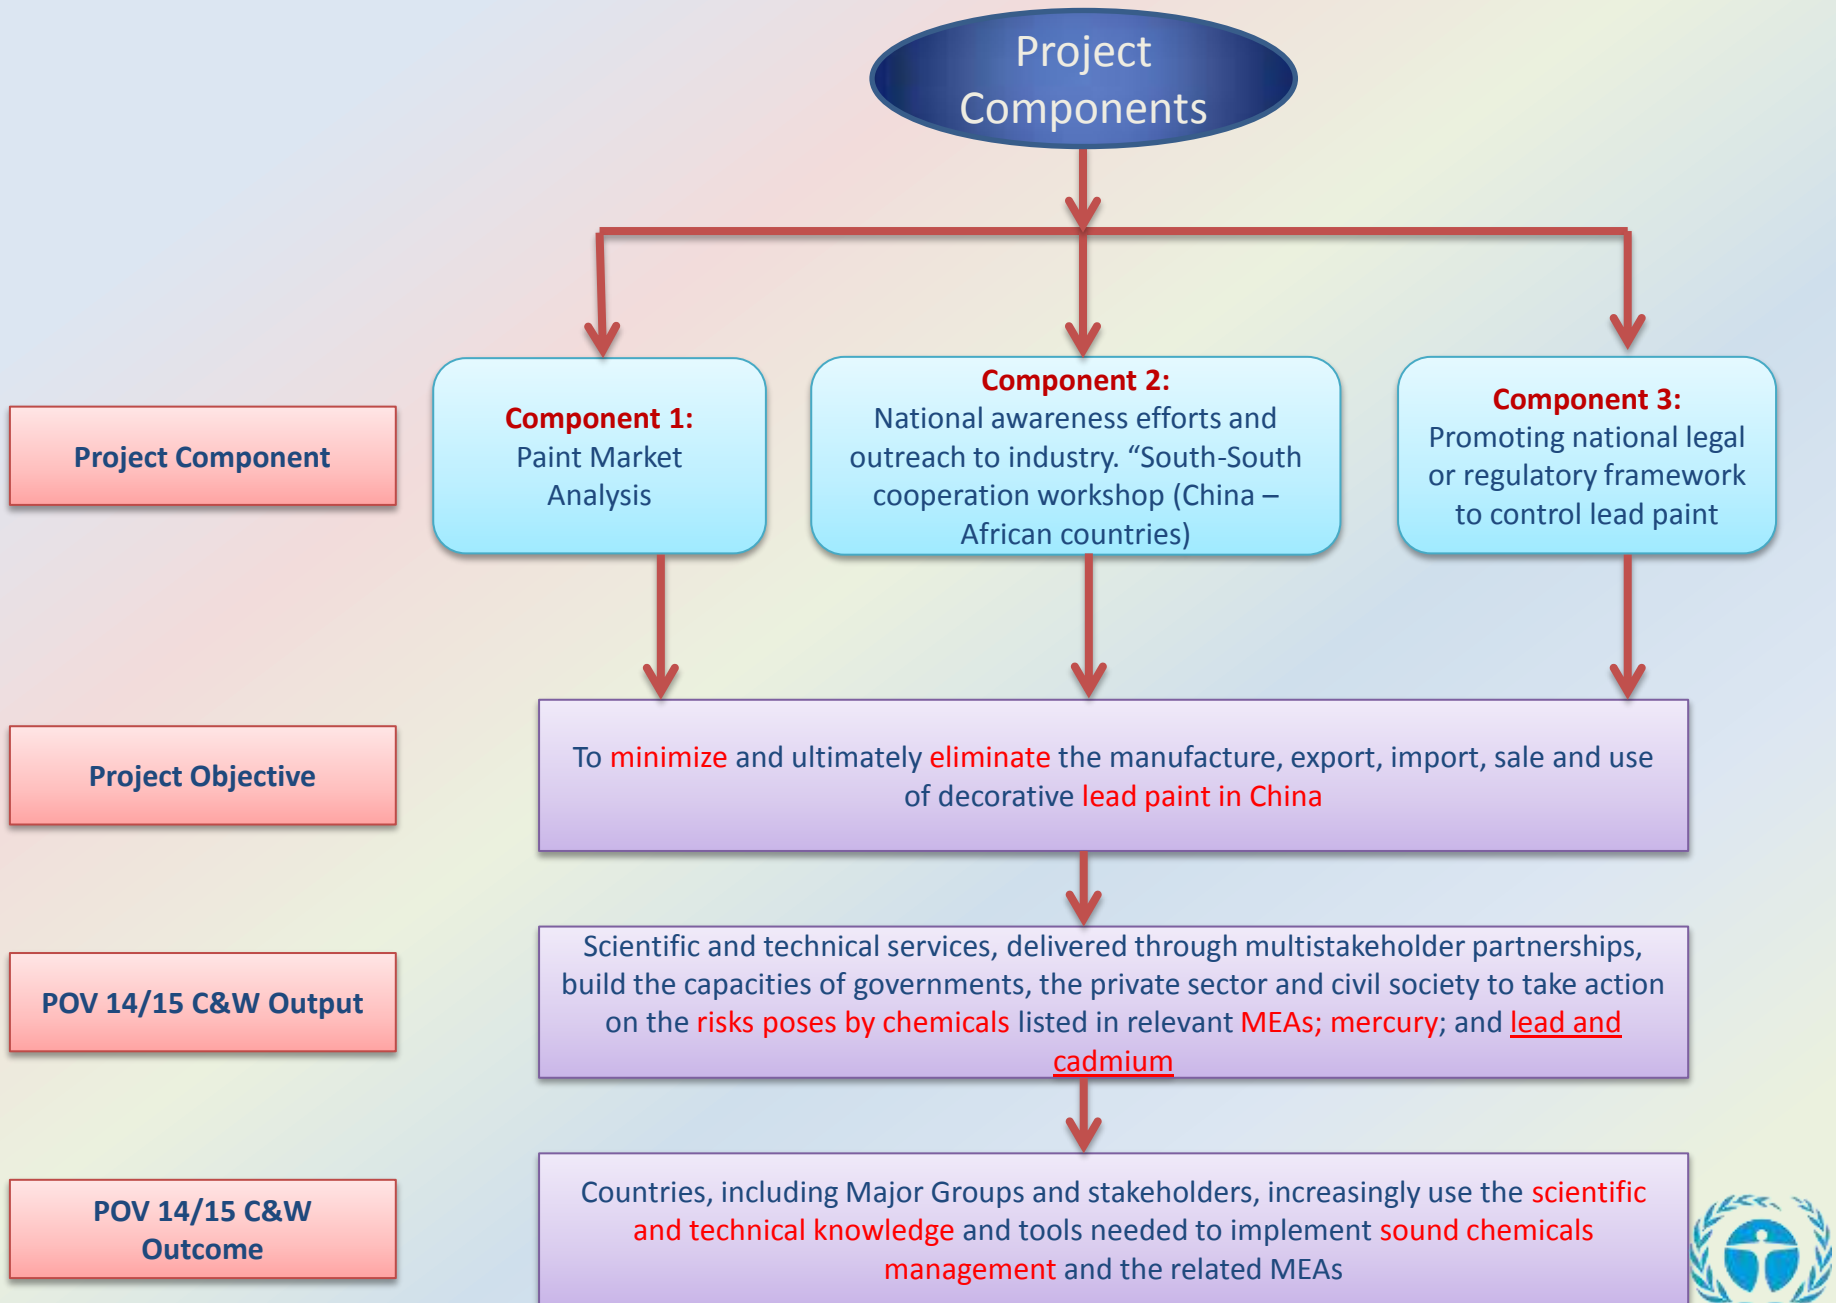 Project
Components
Component 1:
Paint Market
Analysis
Component 2:
National awareness efforts and
outreach to industry. “South-South
cooperation workshop (China –
African countries)
Component 3:
Promoting national legal
or regulatory framework
to control lead paint
Project Component
Project Objective
To minimize and ultimately eliminate the manufacture, export, import, sale and use
of decorative lead paint in China
POV 14/15 C&W Output
Scientific and technical services, delivered through multistakeholder partnerships,
build the capacities of governments, the private sector and civil society to take action
on the risks poses by chemicals listed in relevant MEAs; mercury; and lead and
cadmium
POV 14/15 C&W
Outcome
Countries, including Major Groups and stakeholders, increasingly use the scientific
and technical knowledge and tools needed to implement sound chemicals
management and the related MEAs